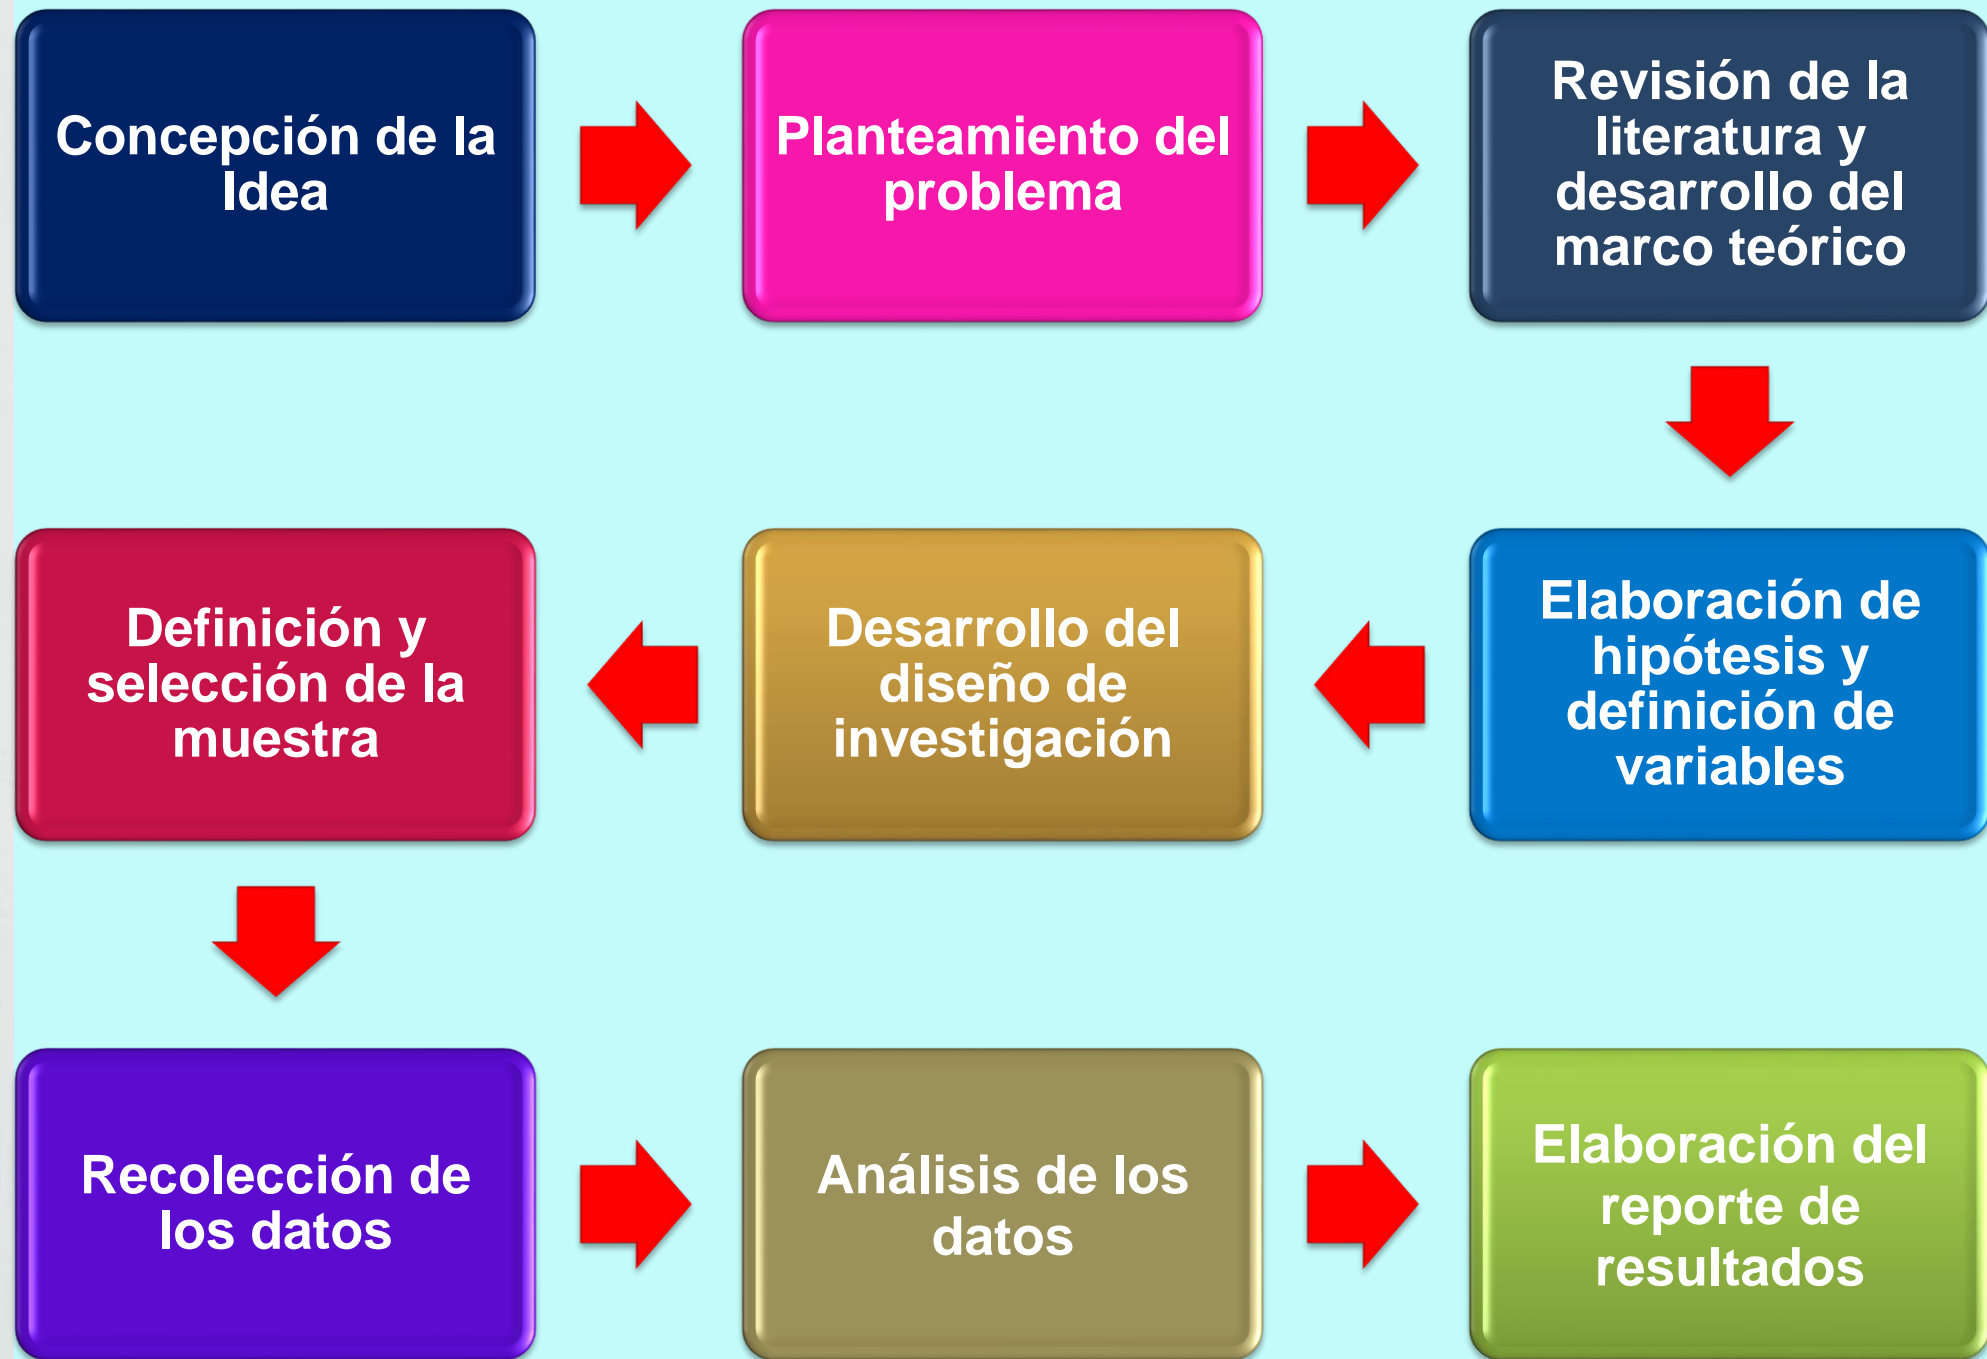 Concepción de la
Idea
Planteamiento del
problema
Revisión de la
literatura y
desarrollo del
marco teórico
Elaboración de
hipótesis y
definición de
variables
Desarrollo del
diseño de
investigación
Definición y
selección de la
muestra
Recolección de
los datos
Análisis de los
datos
Elaboración del
reporte de
resultados